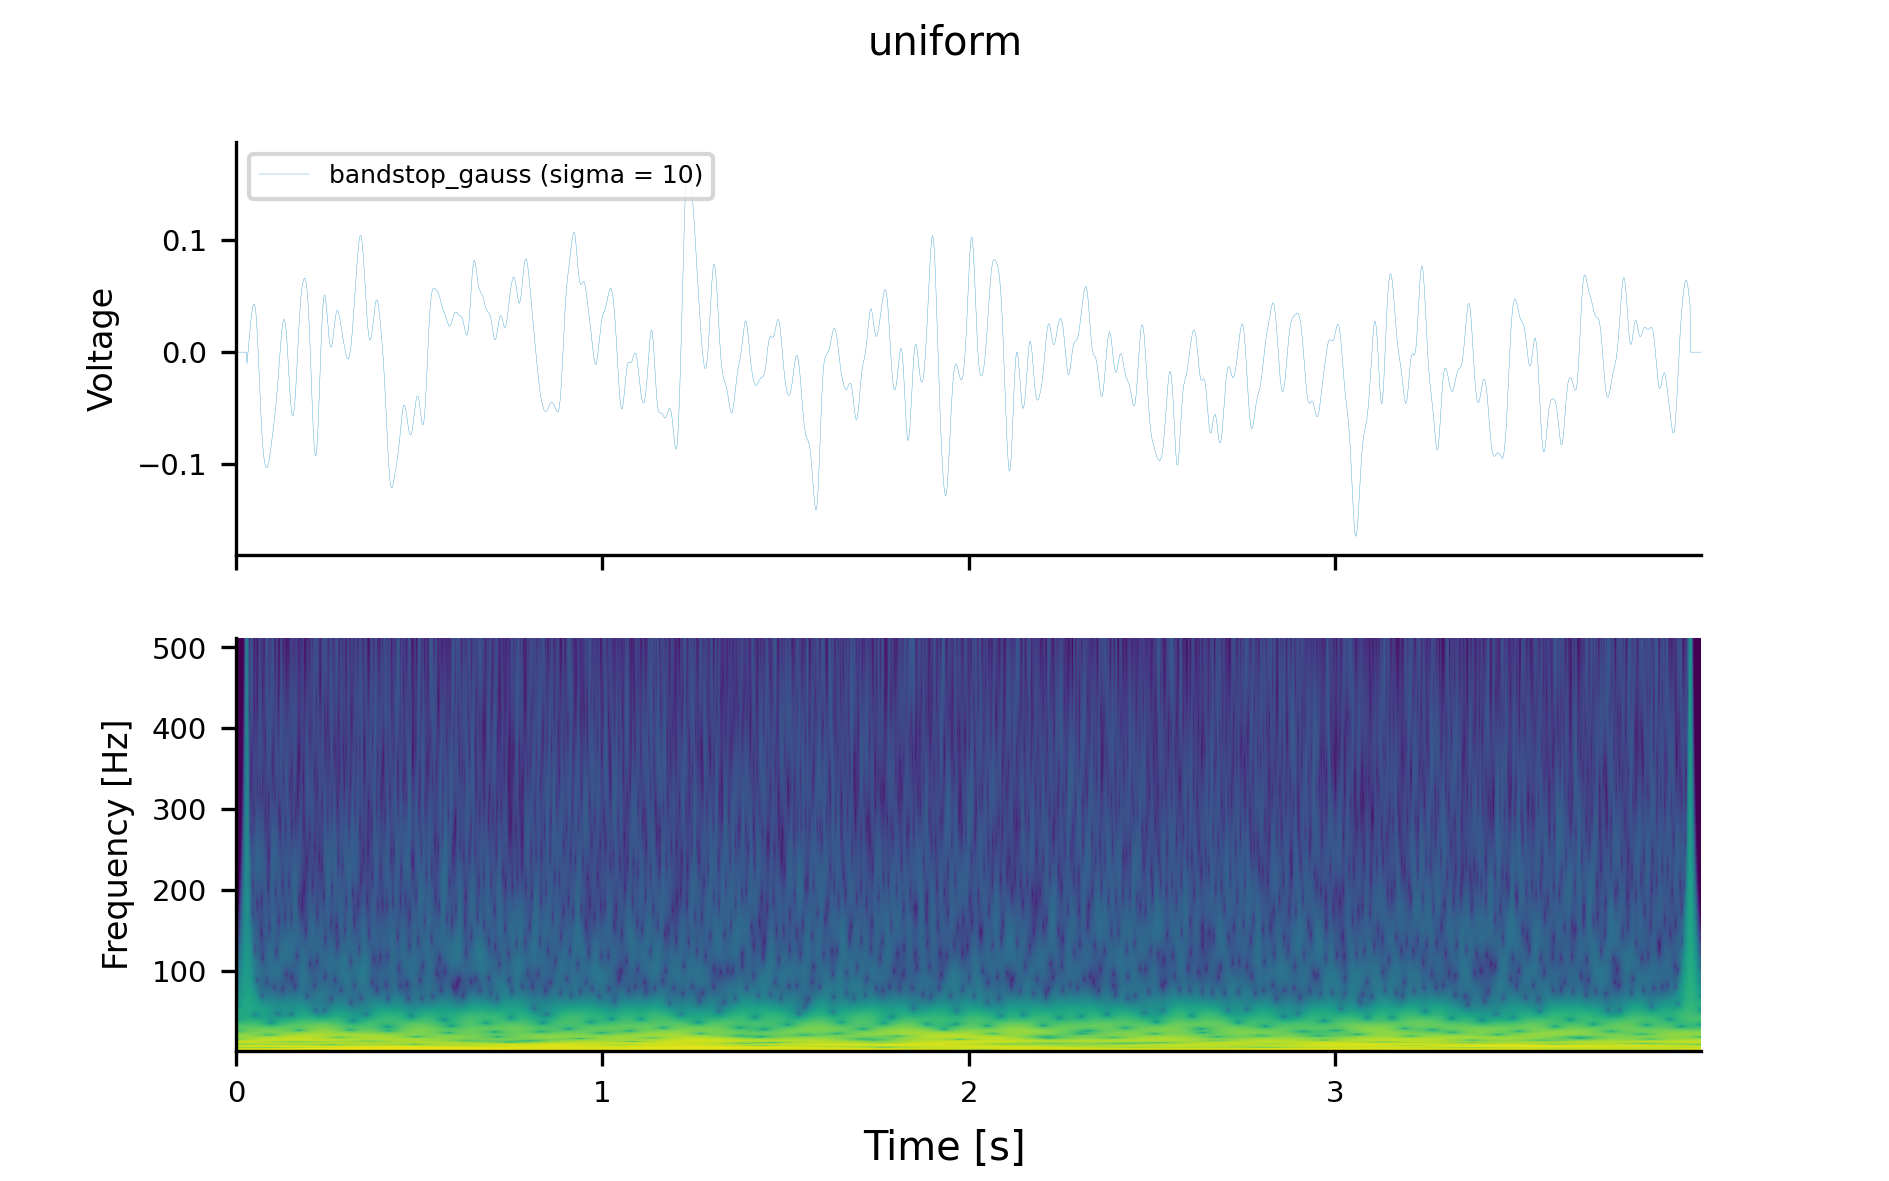 uniform
bandstop_gauss (sigma = 10)
Voltage
0.1
0.0
−0.1
Frequency [Hz]
500
400
300
200
100
0 1 2 3
Time [s]